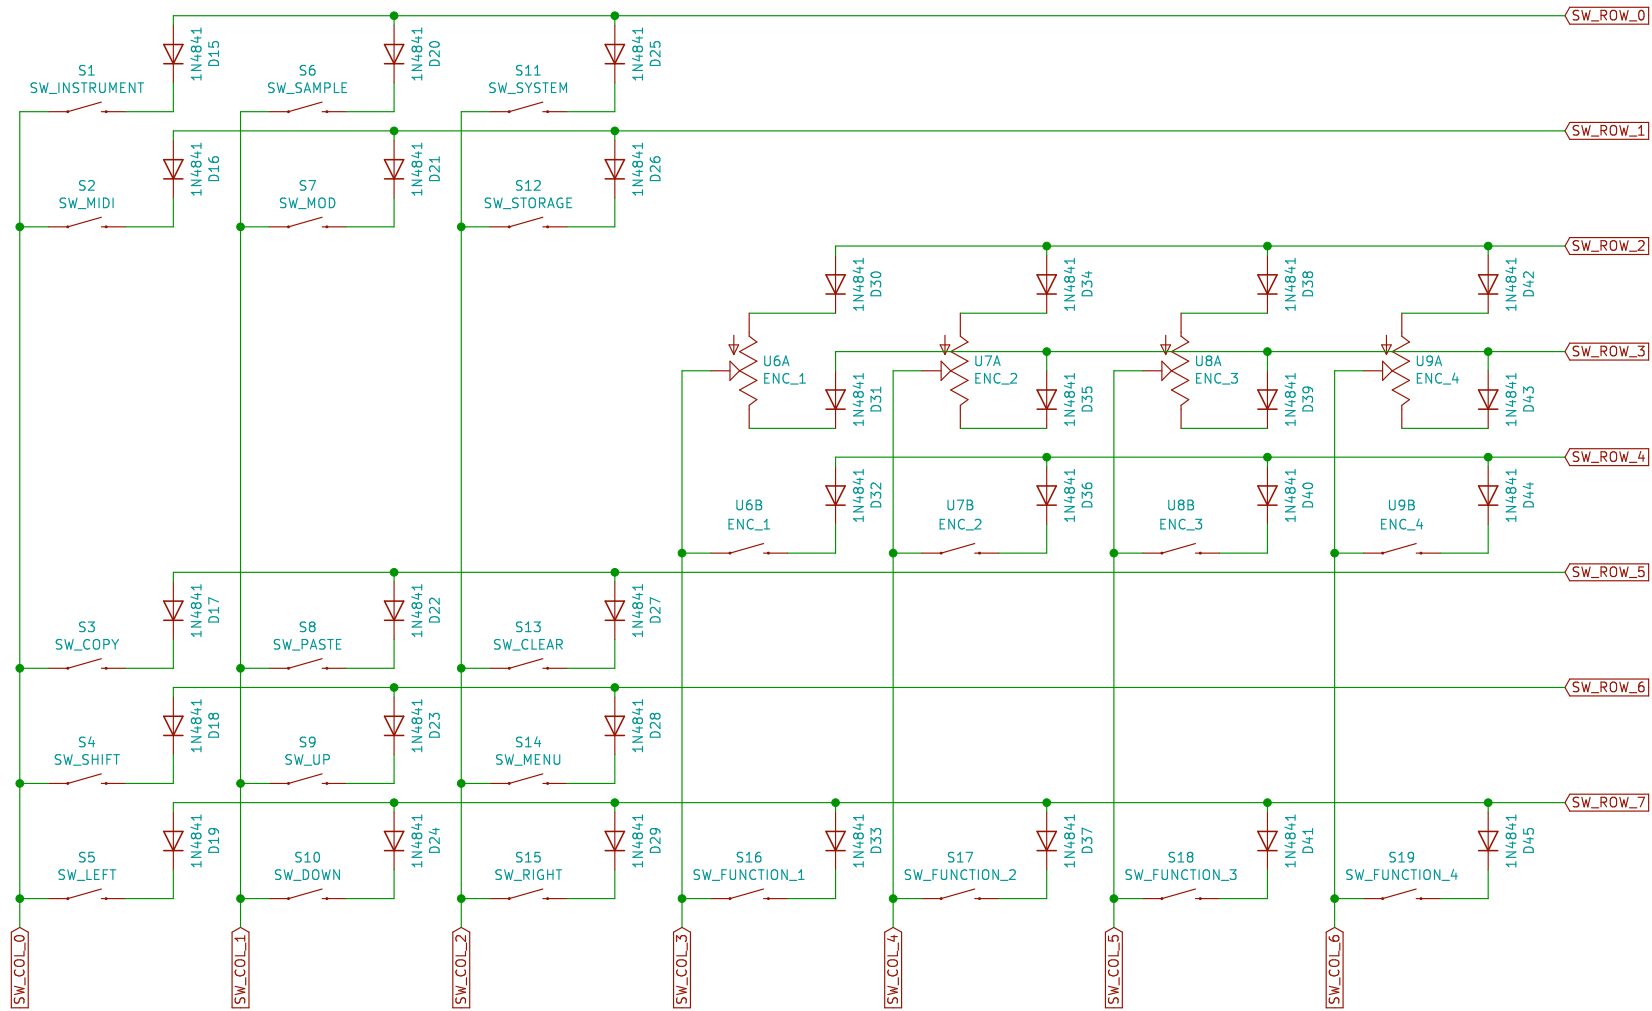 SW_ROW_0
1N4841
D15
1N4841
D20
1N4841
D25
S1
SW_INSTRUMENT
S6
SW_SAMPLE
S11
SW_SYSTEM
SW_ROW_1
1N4841
D16
1N4841
D21
1N4841
D26
S2
SW_MIDI
S7
SW_MOD
S12
SW_STORAGE
SW_ROW_2
1N4841
D30
1N4841
D34
1N4841
D38
1N4841
D42
SW_ROW_3
U6A
ENC_1
U7A
ENC_2
U8A
ENC_3
U9A
ENC_4
1N4841
D31
1N4841
D35
1N4841
D39
1N4841
D43
SW_ROW_4
1N4841
D32
1N4841
D36
1N4841
D40
1N4841
D44
U6B
ENC_1
U7B
ENC_2
U8B
ENC_3
U9B
ENC_4
SW_ROW_5
1N4841
D17
1N4841
D22
1N4841
D27
S3
SW_COPY
S8
SW_PASTE
S13
SW_CLEAR
SW_ROW_6
1N4841
D18
1N4841
D23
1N4841
D28
S4
SW_SHIFT
S9
SW_UP
S14
SW_MENU
SW_ROW_7
1N4841
D19
1N4841
D24
1N4841
D29
1N4841
D33
1N4841
D37
1N4841
D41
1N4841
D45
S5
SW_LEFT
S10
SW_DOWN
S15
SW_RIGHT
S16
SW_FUNCTION_1
S17
SW_FUNCTION_2
S18
SW_FUNCTION_3
S19
SW_FUNCTION_4
SW_COL_0
SW_COL_1
SW_COL_2
SW_COL_3
SW_COL_4
SW_COL_5
SW_COL_6